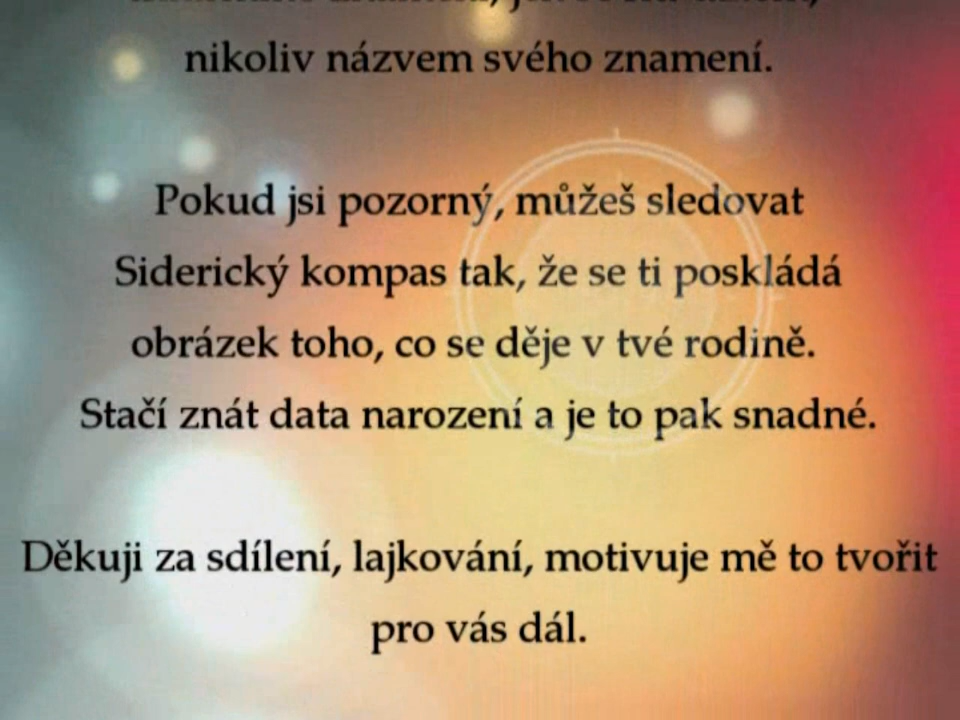 nikoliv názvem svého znamení.
Pokud jsi pozorný, můžeš sledovat
Siderický kompas tak, že se ti poskládá
obrázek toho, co se děje v tvé rodině.
Stačí znát data narození a je to pak snadné.
Děkuji za sdílení, lajkování, motivuje mě to tvořit
pro vás dál.